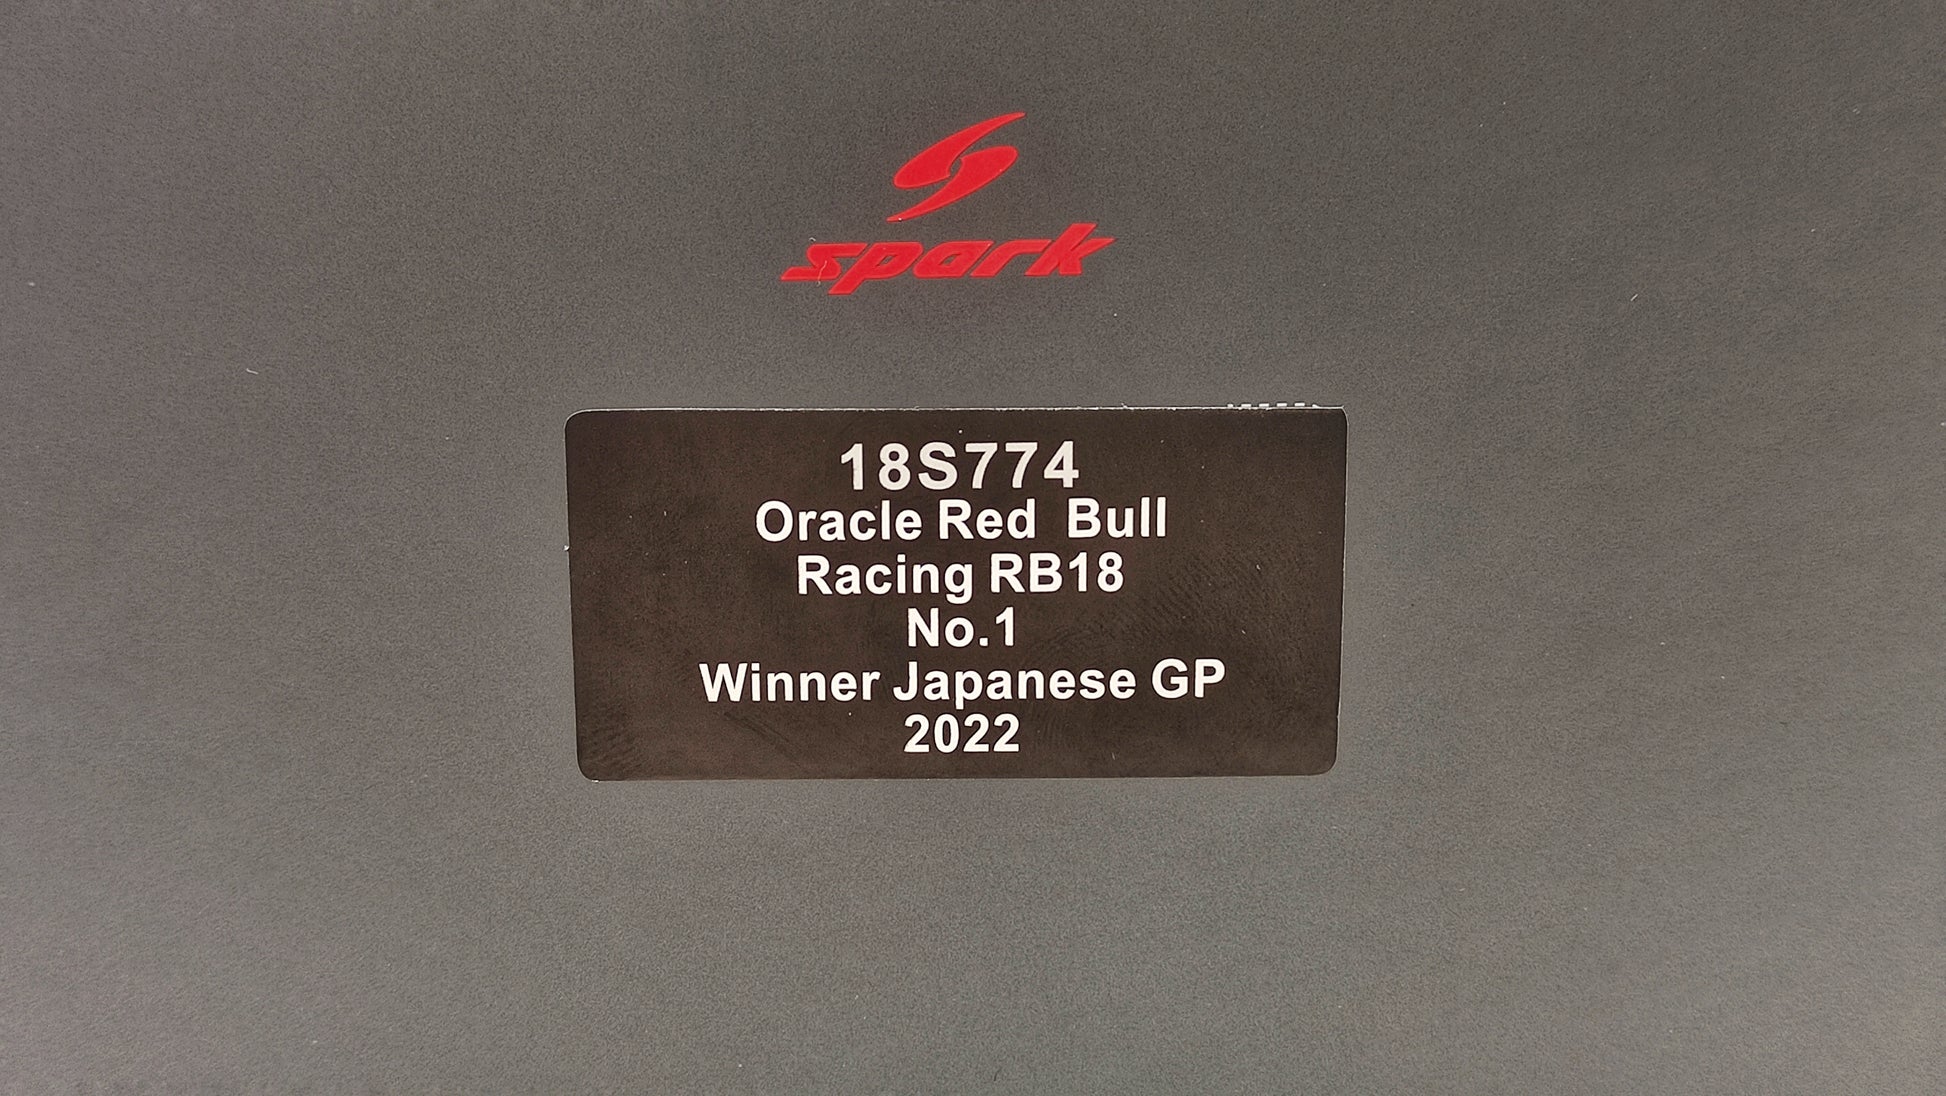 spark
18S774
Oracle Red Bull
Racing RB18
No.1
Winner Japanese GP
2022